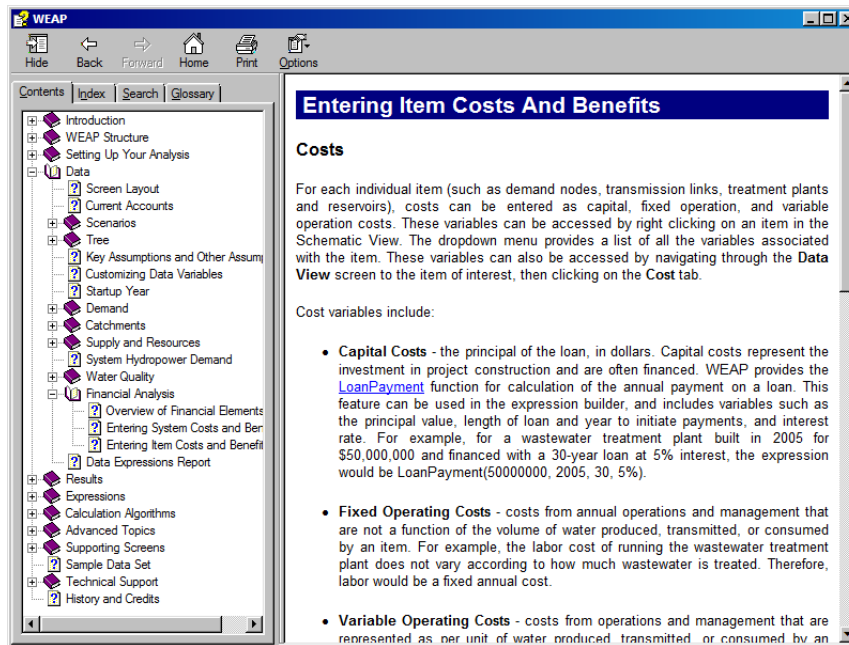 WEAP
Hide Back Forward Home Print Options
Contents Index Search Glossary
Introduction
WEAP Structure
Setting Up Your Analysis
Data
Screen Layout
Current Accounts
Scenarios
Tree
Key Assumptions and Other Assum
Customizing Data Variables
Startup Year
Demand
Catchments
Supply and Resources
System Hydropower Demand
Water Quality
Financial Analysis
Overview of Financial Elements
Entering System Costs and Ben
Entering Item Costs and Benefit
Data Expressions Report
Results
Expressions
Calculation Algorithms
Advanced Topics
Supporting Screens
Sample Data Set
Technical Support
History and Credits
Entering Item Costs And Benefits
Costs
For each individual item (such as demand nodes, transmission links, treatment plants
and reservoirs), costs can be entered as capital, fixed operation, and variable
operation costs. These variables can be accessed by right clicking on an item in the
Schematic View. The dropdown menu provides a list of all the variables associated
with the item. These variables can also be accessed by navigating through the Data
View screen to the item of interest, then clicking on the Cost tab.
Cost variables include:
• Capital Costs - the principal of the loan, in dollars. Capital costs represent the
investment in project construction and are often financed. WEAP provides the
LoanPayment function for calculation of the annual payment on a loan. This
feature can be used in the expression builder, and includes variables such as
the principal value, length of loan and year to initiate payments, and interest
rate. For example, for a wastewater treatment plant built in 2005 for
$50,000,000 and financed with a 30-year loan at 5% interest, the expression
would be LoanPayment(50000000, 2005, 30, 5%).
• Fixed Operating Costs - costs from annual operations and management that
are not a function of the volume of water produced, transmitted, or consumed
by an item. For example, the labor cost of running the wastewater treatment
plant does not vary according to how much wastewater is treated. Therefore,
labor would be a fixed annual cost.
• Variable Operating Costs - costs from operations and management that are
represented as per unit of water produced, transmitted, or consumed by an